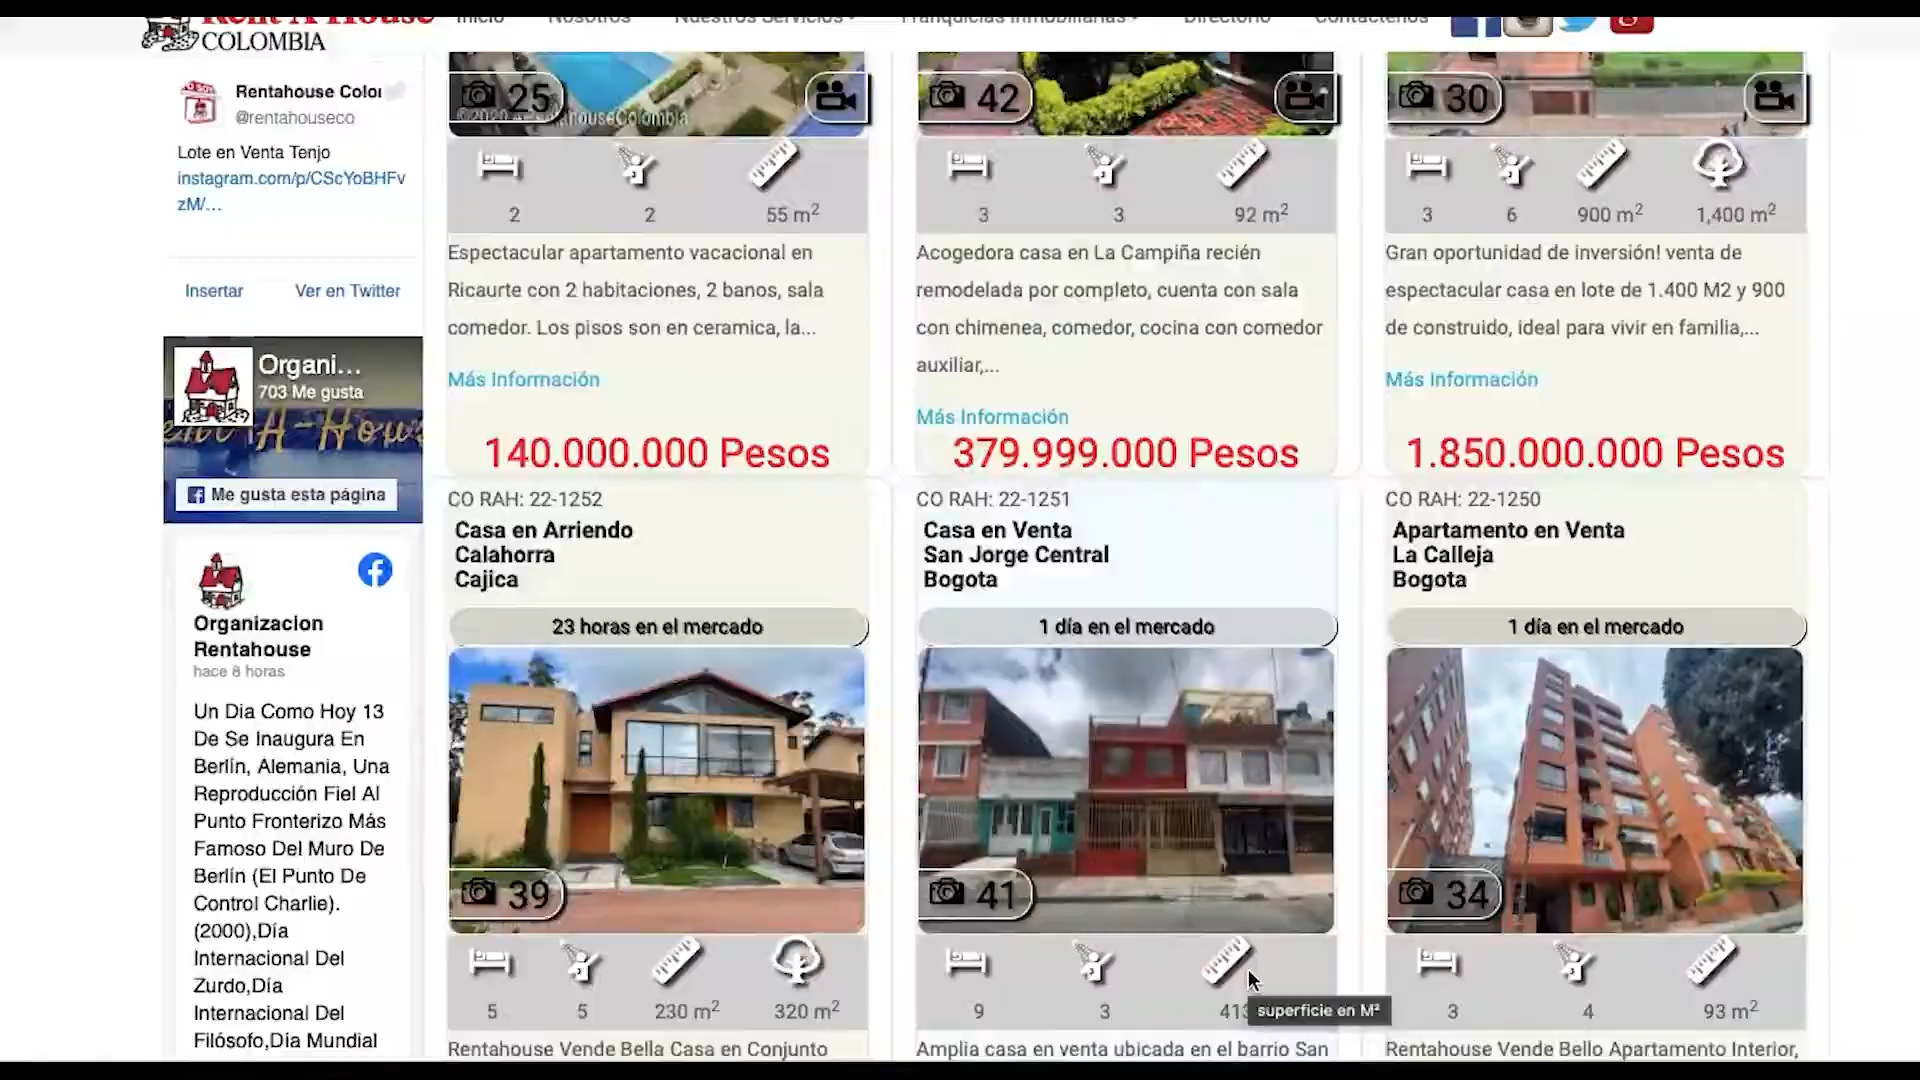 Rent A House
COLOMBIA
Inicio
Nosotros
Nuestros Servicios
Franquicias Inmobiliarias
Directorio
Contáctenos
Rentahouse Color
@rentahouseco
Lote en Venta Tenjo
instagram.com/p/CScYoBHFv
zM/...
Insertar
Ver en Twitter
Organi...
703 Me gusta
Me gusta esta página
Organizacion
Rentahouse
hace 8 horas
Un Dia Como Hoy 13
De Se Inaugura En
Berlín, Alemania, Una
Reproducción Fiel Al
Punto Fronterizo Más
Famoso Del Muro De
Berlín (El Punto De
Control Charlie).
(2000),Día
Internacional Del
Zurdo,Día
Internacional Del
Filósofo,Día Mundial
25
2 2 55 m²
Espectacular apartamento vacacional en
Ricaurte con 2 habitaciones, 2 banos, sala
comedor. Los pisos son en ceramica, la...
Más Información
140.000.000 Pesos
42
3 3 92 m²
Acogedora casa en La Campiña recién
remodelada por completo, cuenta con sala
con chimenea, comedor, cocina con comedor
auxiliar,...
Más Información
379.999.000 Pesos
30
3 6 900 m² 1,400 m²
Gran oportunidad de inversión! venta de
espectacular casa en lote de 1.400 M2 y 900
de construido, ideal para vivir en familia,...
Más Información
1.850.000.000 Pesos
CO RAH: 22-1252
Casa en Arriendo
Calahorra
Cajica
23 horas en el mercado
39
5 5 230 m² 320 m²
Rentahouse Vende Bella Casa en Conjunto
CO RAH: 22-1251
Casa en Venta
San Jorge Central
Bogota
1 día en el mercado
41
9 3 413
superficie en M²
Amplia casa en venta ubicada en el barrio San
CO RAH: 22-1250
Apartamento en Venta
La Calleja
Bogota
1 día en el mercado
34
3 4 93 m²
Rentahouse Vende Bello Apartamento Interior,